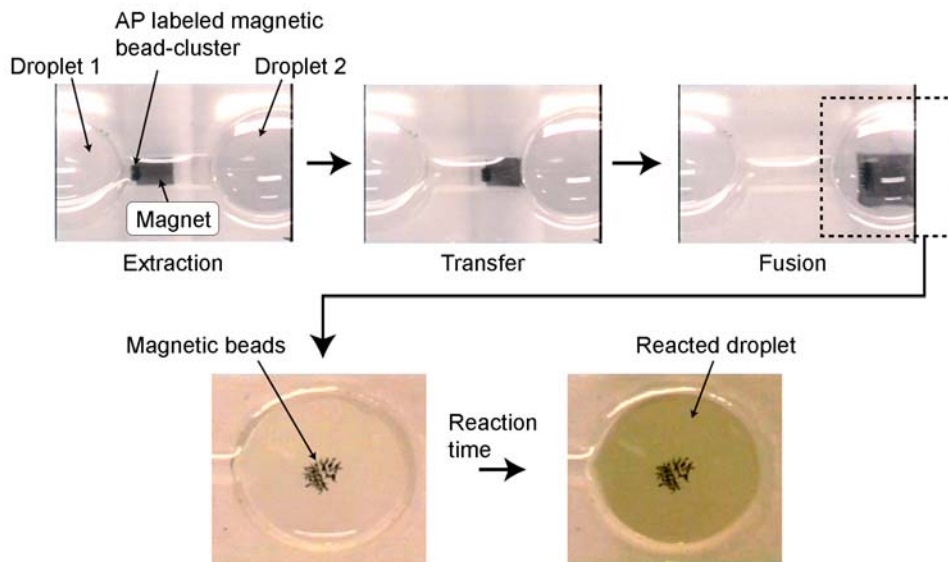 AP labeled magnetic
bead-cluster
Droplet 1
Droplet 2
Magnet
Extraction
Transfer
Fusion
Magnetic beads
Reacted droplet
Reaction
time